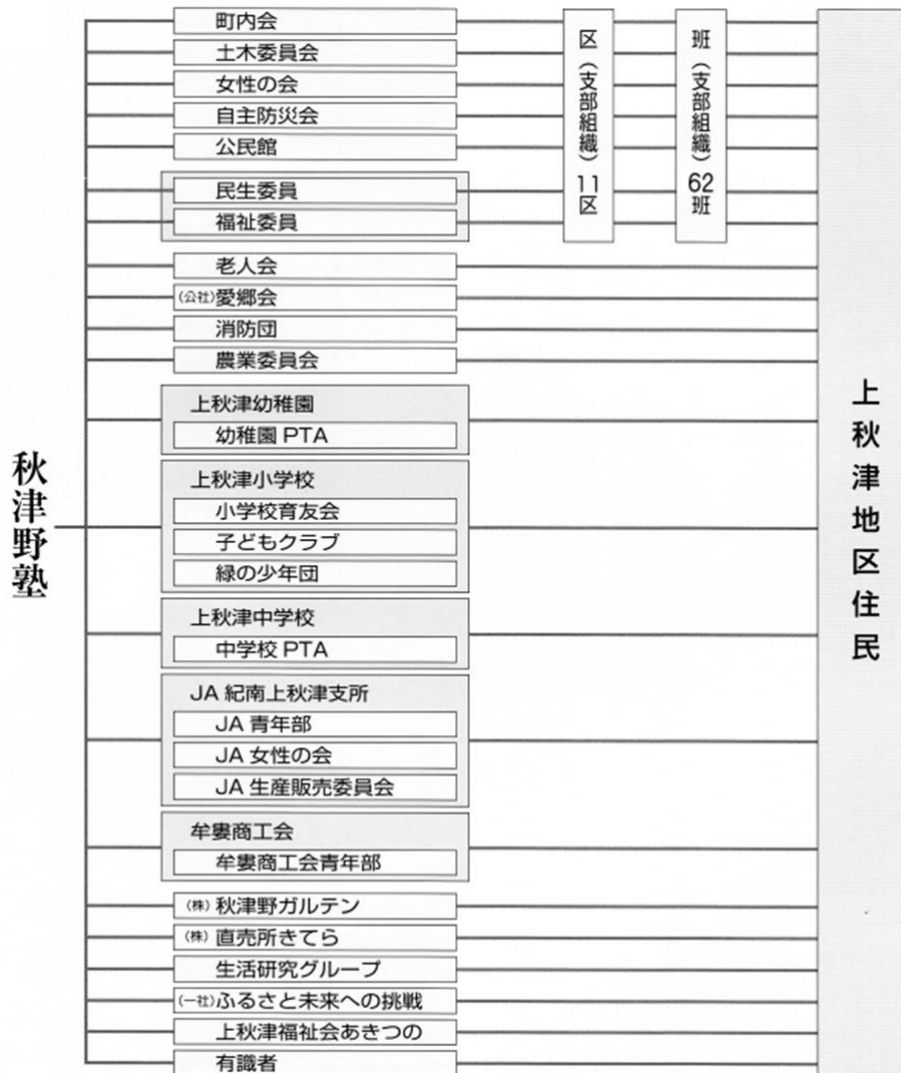 町内会
土木委員会
女性の会
自主防災会
公民館
民生委員
福祉委員
老人会
(公社)愛郷会
消防団
農業委員会
上秋津幼稚園
幼稚園 PTA
上秋津小学校
小学校育友会
子どもクラブ
緑の少年団
上秋津中学校
中学校 PTA
JA 紀南上秋津支所
JA 青年部
JA 女性の会
JA 生産販売委員会
牟婁商工会
牟婁商工会青年部
(株) 秋津野ガルテン
(株) 直売所きてら
生活研究グループ
(一社)ふるさと未来への挑戦
上秋津福祉会あきつの
有識者
秋津野塾
区(支部組織)11区
班(支部組織)62班
上秋津地区住民